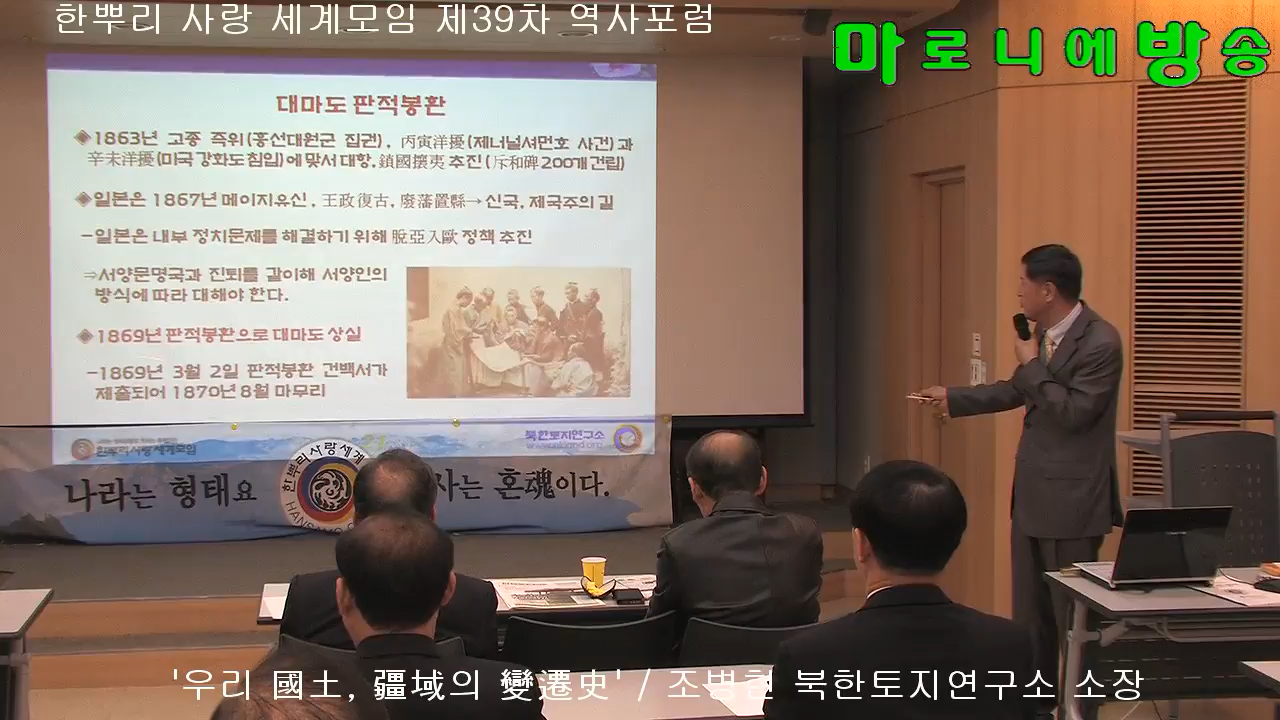 한뿌리 사랑 세계모임 제39차 역사포럼
마로니에방송
대마도 판적봉환
◈1863년 고종 즉위(흥선대원군 집권), 丙寅洋擾(제너널셔먼호 사건)과
辛未洋擾(미국 강화도 침입)에 맞서 대항. 鎖國攘夷 추진 (斥和碑 200개 건립)
◈일본은 1867년 메이지유신, 王政復古, 廢藩置縣→ 신국, 제국주의 길
-일본은 내부 정치문제를 해결하기 위해 脫亞入歐 정책 추진
⇒서양문명국과 진퇴를 같이해 서양인의
방식에 따라 대해야 한다.
◈1869년 판적봉환으로 대마도 상실
-1869년 3월 2일 판적봉환 건백서가
제출되어 1870년 8월 마무리
한뿌리사랑세계모임
북한토지연구소
나라는 형태요
한뿌리사랑세계
사는 혼魂이다.
'우리 國土, 疆域의 變遷史' / 조병현 북한토지연구소 소장